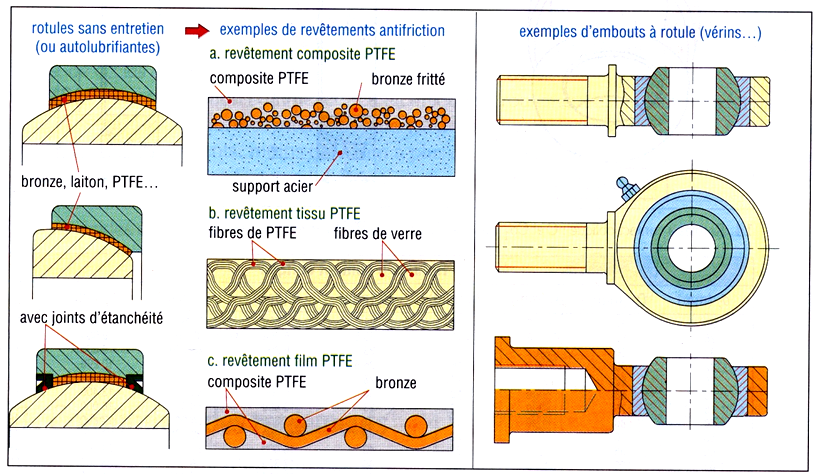 rotules sans entretien
(ou autolubrifiantes)
bronze, laiton, PTFE...
avec joints d'étanchéité
exemples de revêtements antifriction
a. revêtement composite PTFE
composite PTFE
bronze fritté
support acier
b. revêtement tissu PTFE
fibres de PTFE
fibres de verre
c. revêtement film PTFE
composite PTFE
bronze
exemples d'embouts à rotule (vérins...)